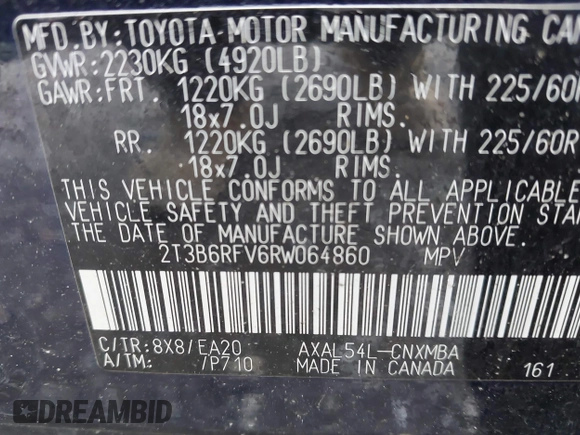 MFD.BY:TOYOTA MOTOR MANUFACTURING CAN
GVWR:2230KG (4920LB)
GAWR:FRT. 1220KG (2690LB) WITH 225/60R
18x7.0J RIMS.
RR. 1220KG (2690LB) WITH 225/60R
18x7.0J RIMS.
THIS VEHICLE CONFORMS TO ALL APPLICABLE
VEHICLE SAFETY AND THEFT PREVENTION STAN
THE DATE OF MANUFACTURE SHOWN ABOVE.
2T3B6RFV6RW064860 MPV
C/TR:8X8/EA20 AXAL54L-CNXMBA
A/TM: /P710 MADE IN CANADA 161
DREAMBID